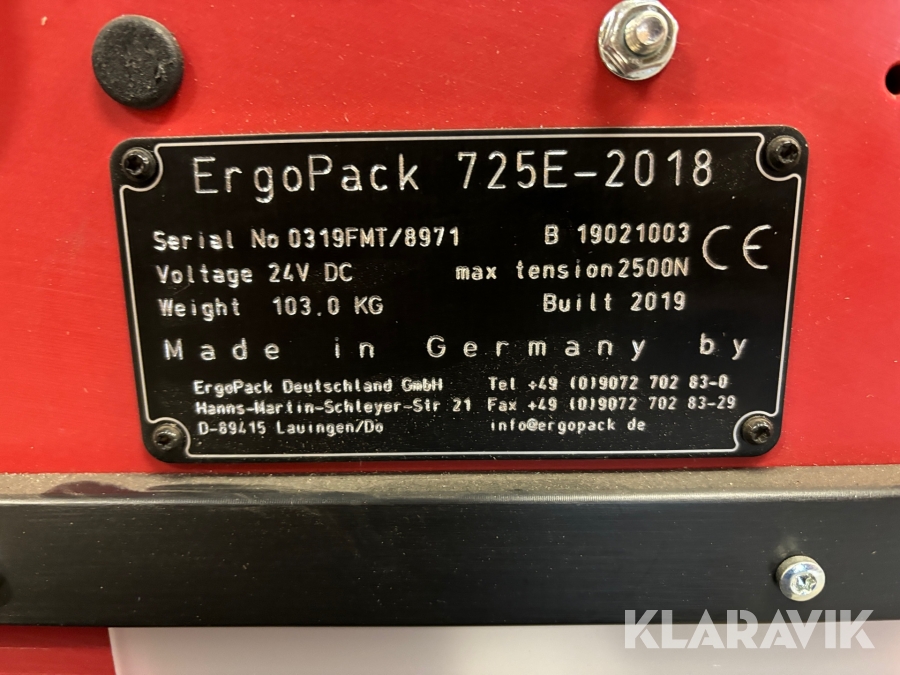 ErgoPack 725E-2018
Serial No 0319FMT/8971 B 19021003 CE
Voltage 24V DC max tension 2500N
Weight 103.0 KG Built 2019
Made in Germany by
ErgoPack Deutschland GmbH Tel +49 (0)9072 702 83-0
Hanns-Martin-Schleyer-Str 21 Fax +49 (0)9072 702 83-29
D-89415 Lauingen/Do info@ergopack de
KLARAVIK